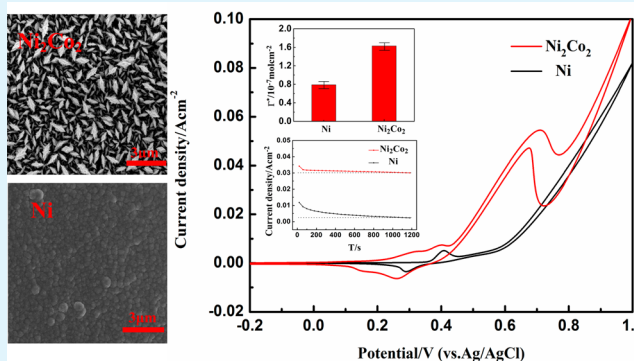 Ni₂Co₂
3μm
Ni
3μm
Current density/Acm⁻²
0.10
0.08
0.06
0.04
0.02
0.00
-0.02
-0.2 0.0 0.2 0.4 0.6 0.8 1.
Potential/V (vs.Ag/AgCl)
Ni₂Co₂
Ni
Γ*/10⁻⁷molcm⁻²
2.0
1.6
1.2
0.8
0.4
0.0
Ni Ni₂Co₂
Current density/Acm⁻²
0.05
0.04
0.03
0.02
0.01
0.00
Ni₂Co₂
Ni
0 200 400 600 800 1000 1200
T/s